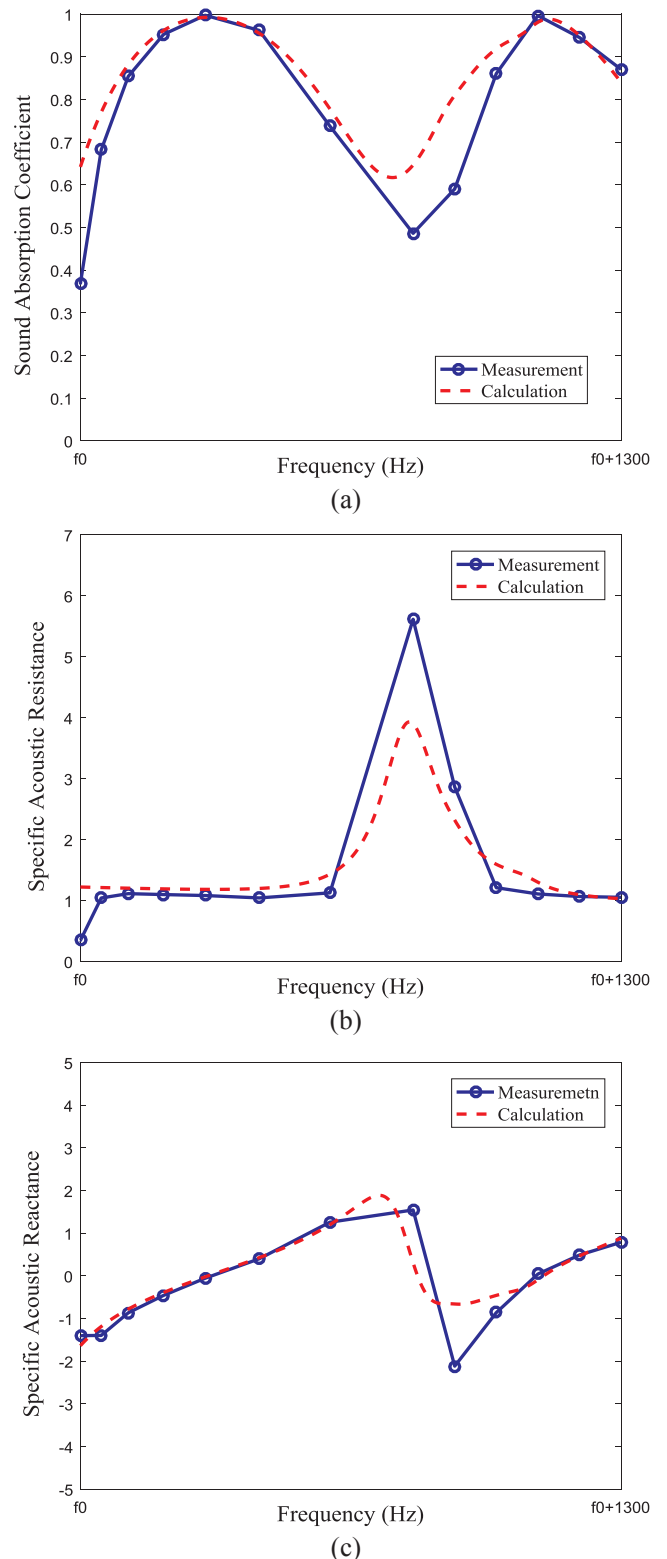 1
0.9
0.8
0.7
0.6
0.5
0.4
0.3
0.2
0.1
0
Sound Absorption Coefficient
Measurement
Calculation
f0
Frequency (Hz)
f0+1300
(a)
7
6
5
4
3
2
1
0
Specific Acoustic Resistance
Measurement
Calculation
f0
Frequency (Hz)
f0+1300
(b)
5
4
3
2
1
0
-1
-2
-3
-4
-5
Specific Acoustic Reactance
Measuremetn
Calculation
f0
Frequency (Hz)
f0+1300
(c)